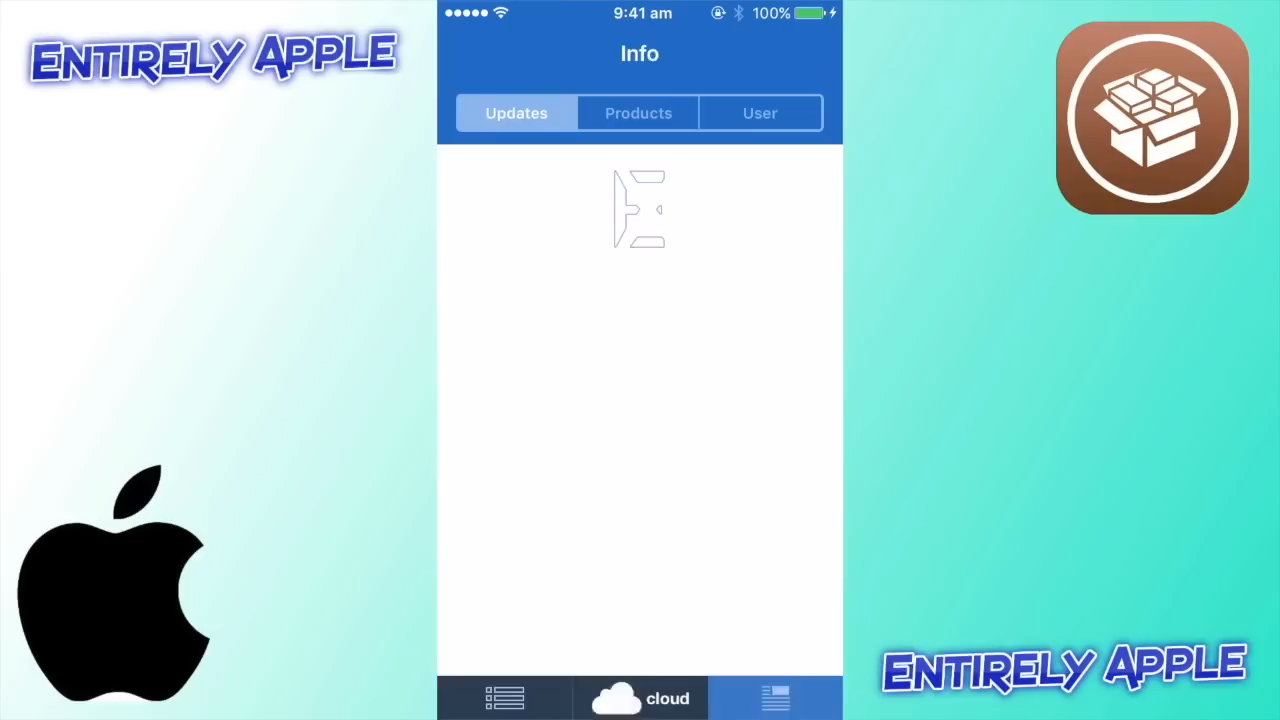 ENTIRELY APPLE
9:41 am
100%
Info
Updates
Products
User
cloud
ENTIRELY APPLE